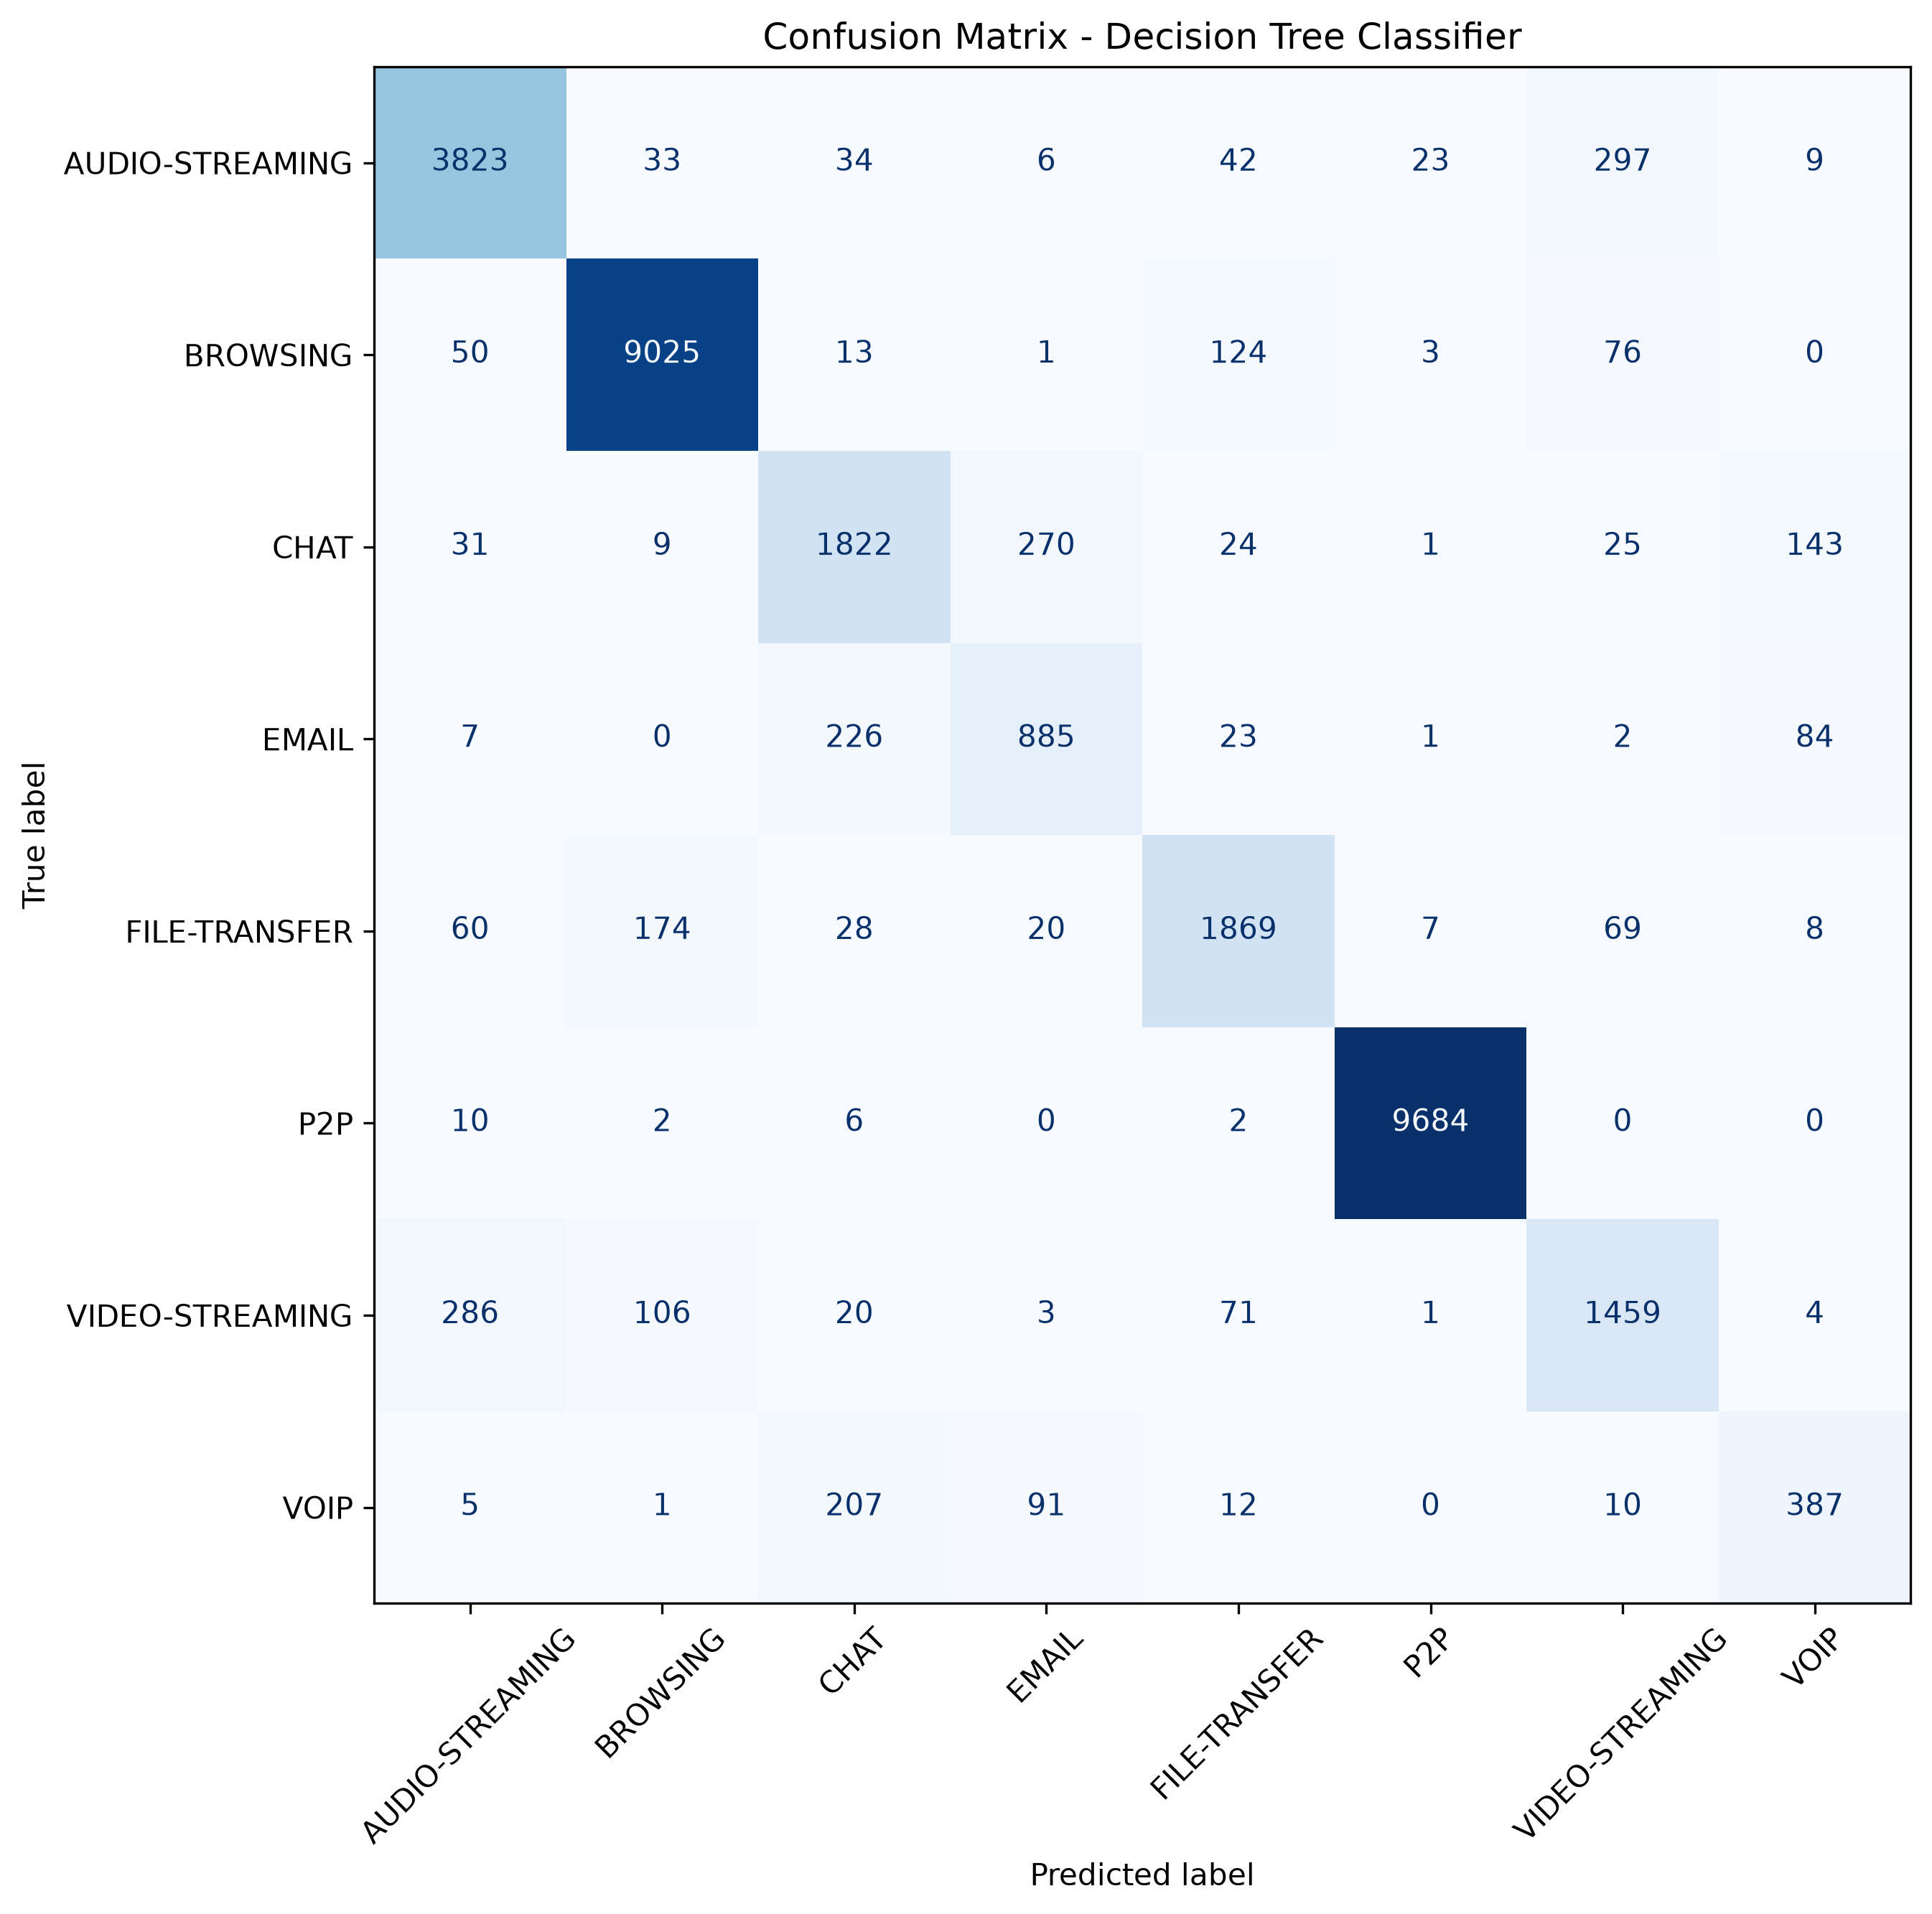 Confusion Matrix - Decision Tree Classifier
AUDIO-STREAMING 3823 33 34 6 42 23 297 9
BROWSING 50 9025 13 1 124 3 76 0
CHAT 31 9 1822 270 24 1 25 143
EMAIL 7 0 226 885 23 1 2 84
FILE-TRANSFER 60 174 28 20 1869 7 69 8
P2P 10 2 6 0 2 9684 0 0
VIDEO-STREAMING 286 106 20 3 71 1 1459 4
VOIP 5 1 207 91 12 0 10 387
True label
AUDIO-STREAMING BROWSING CHAT EMAIL FILE-TRANSFER P2P VIDEO-STREAMING VOIP
Predicted label